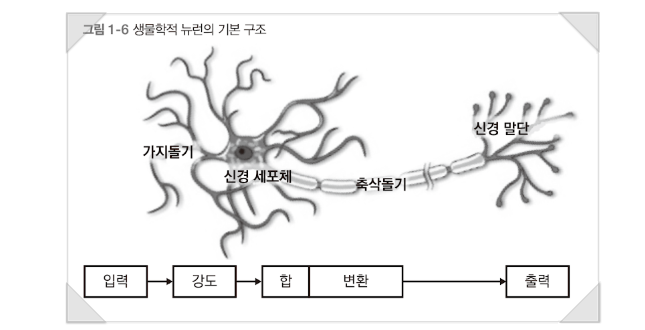 그림 1-6 생물학적 뉴런의 기본 구조
신경 말단
가지돌기
신경 세포체
축삭돌기
입력
강도
합
변환
출력